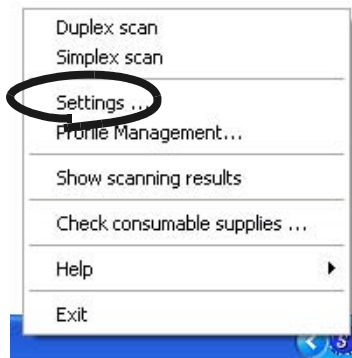 Duplex scan
Simplex scan
Settings ...
Profile Management...
Show scanning results
Check consumable supplies ...
Help
Exit
S